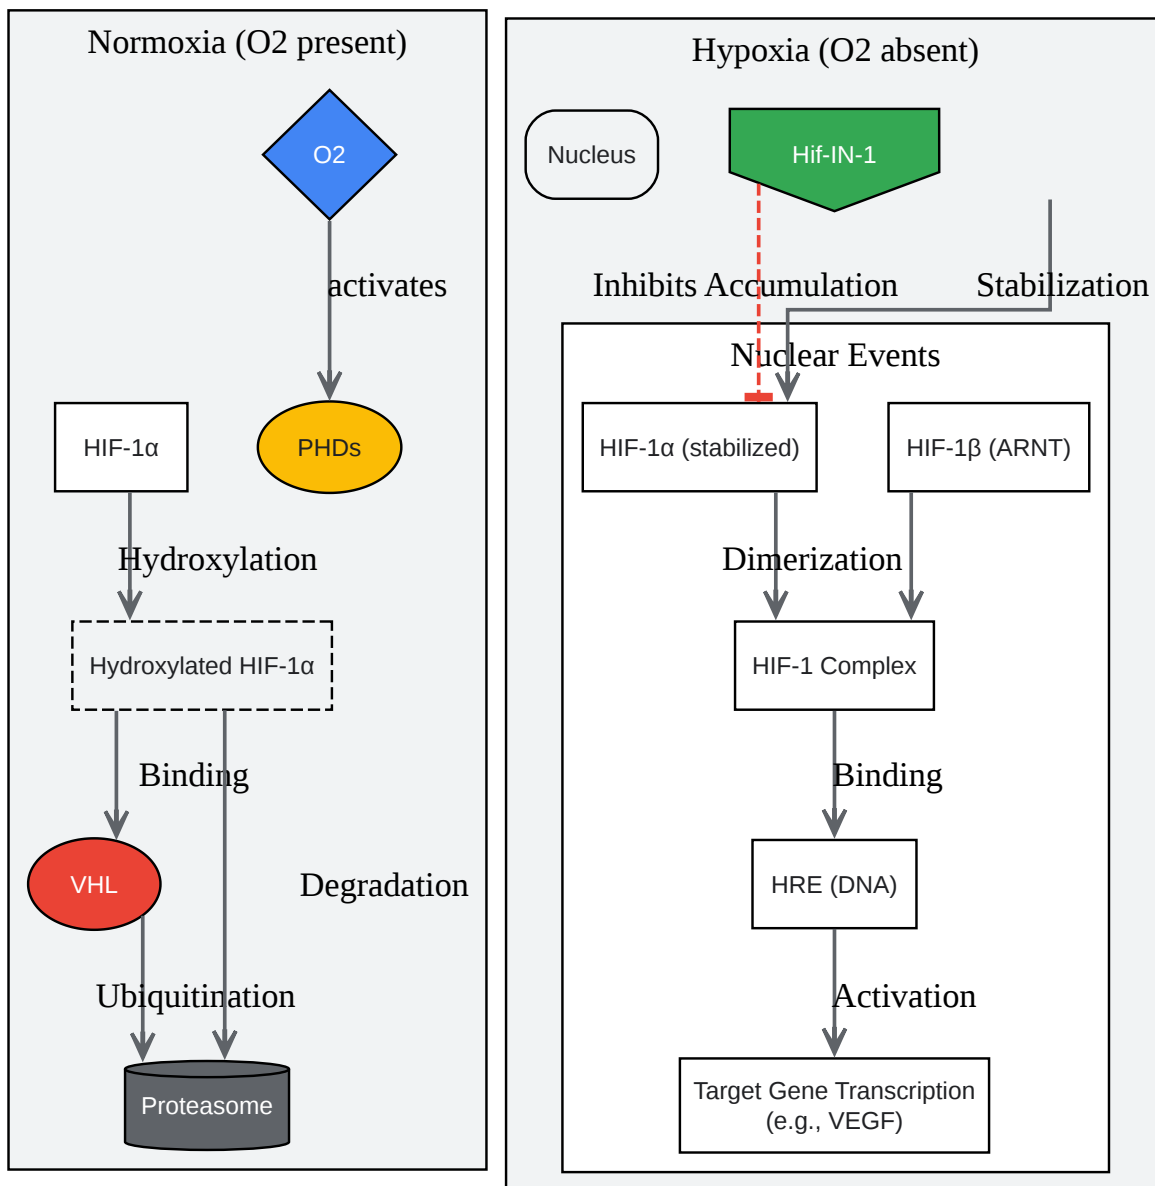 Normoxia (O2 present)
O2
activates
HIF-1α
PHDs
Hydroxylation
Hydroxylated HIF-1α
Binding
VHL
Degradation
Ubiquitination
Proteasome
Hypoxia (O2 absent)
Nucleus
Hif-IN-1
Inhibits Accumulation
Stabilization
Nuclear Events
HIF-1α (stabilized)
HIF-1β (ARNT)
Dimerization
HIF-1 Complex
Binding
HRE (DNA)
Activation
Target Gene Transcription
(e.g., VEGF)